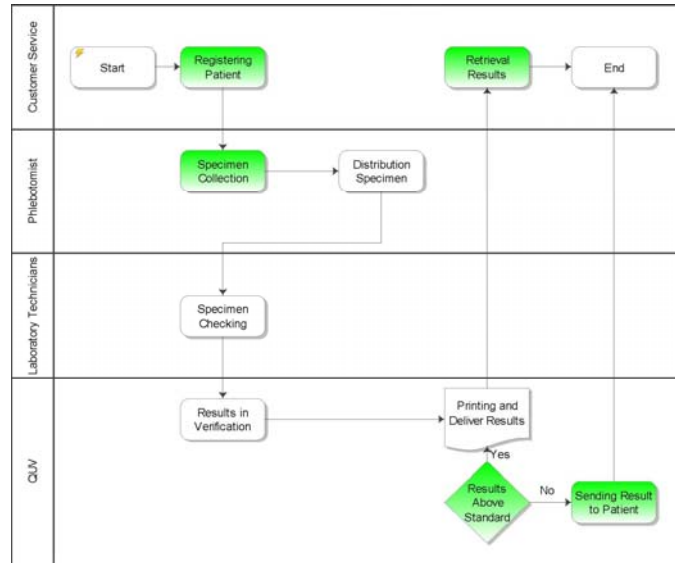 Customer Service
Start
Registering
Patient
Retrieval
Results
End
Phlebotomist
Specimen
Collection
Distribution
Specimen
Laboratory Technicians
Specimen
Checking
QUV
Results in
Verification
Printing and
Deliver Results
Yes
Results
Above
Standard
No
Sending Result
to Patient